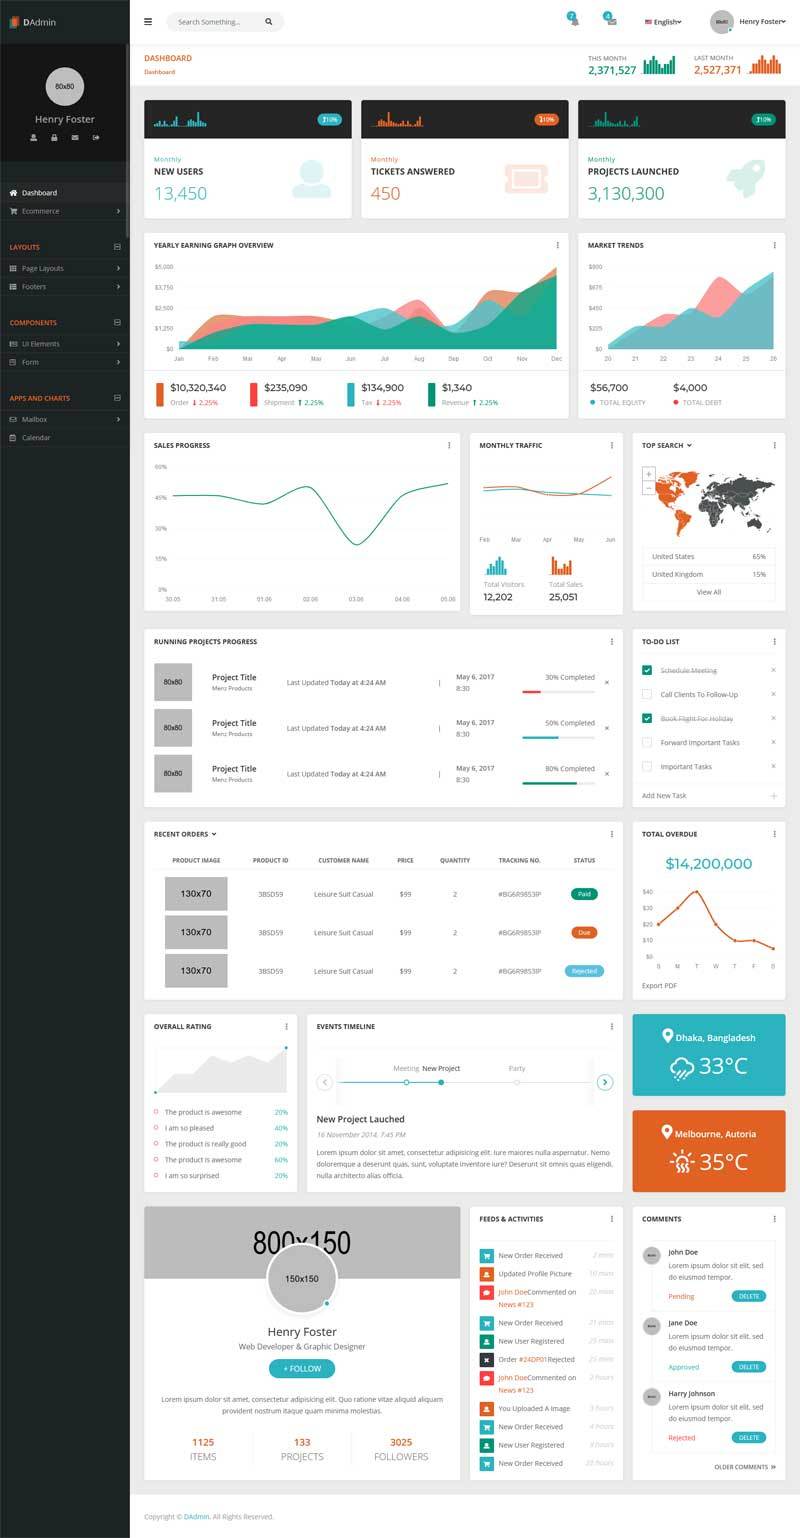 DAdmin
Search Something...
7
4
English
Henry Foster
80x80
Henry Foster
Dashboard
Ecommerce
LAYOUTS
Page Layouts
Footers
COMPONENTS
UI Elements
Form
APPS AND CHARTS
Mailbox
Calendar
DASHBOARD
Dashboard
THIS MONTH
2,371,527
LAST MONTH
2,527,371
10%
Monthly
NEW USERS
13,450
10%
Monthly
TICKETS ANSWERED
450
10%
Monthly
PROJECTS LAUNCHED
3,130,300
YEARLY EARNING GRAPH OVERVIEW
$5,000
$3,750
$2,500
$1,250
$0
Jan Feb Mar Apr May Jun Jul Aug Sep Oct Nov Dec
$10,320,340
Order 2.25%
$235,090
Shipment 2.25%
$134,900
Tax 2.25%
$1,340
Revenue 2.25%
MARKET TRENDS
$900
$675
$450
$225
$0
20 21 22 23 24 25 26
$56,700
TOTAL EQUITY
$4,000
TOTAL DEBT
SALES PROGRESS
60%
45%
30%
15%
0%
30.05 31.05 01.06 02.06 03.06 04.06 05.06
MONTHLY TRAFFIC
Feb Mar Apr May Jun
Total Visitors
12,202
Total Sales
25,051
TOP SEARCH
+
−
United States 65%
United Kingdom 15%
View All
RUNNING PROJECTS PROGRESS
80x80
Project Title
Menz Products
Last Updated Today at 4:24 AM
|
May 6, 2017
8:30
30% Completed
×
80x80
Project Title
Menz Products
Last Updated Today at 4:24 AM
May 6, 2017
8:30
50% Completed
80x80
Project Title
Menz Products
Last Updated Today at 4:24 AM
|
May 6, 2017
8:30
80% Completed
×
TO-DO LIST
Schedule Meeting ×
Call Clients To Follow-Up
Book Flight For Holiday ×
Forward Important Tasks ×
Important Tasks ×
Add New Task +
RECENT ORDERS
PRODUCT IMAGE PRODUCT ID CUSTOMER NAME PRICE QUANTITY TRACKING NO. STATUS
130x70 3BSD59 Leisure Suit Casual $99 2 #BG6R9853lP Paid
130x70 3BSD59 Leisure Suit Casual $99 2 #BG6R9853lP Due
130x70 3BSD59 Leisure Suit Casual $99 2 #BG6R9853lP Rejected
TOTAL OVERDUE
$14,200,000
$40
$30
$20
$10
$0
S M T W T F S
Export PDF
OVERALL RATING
The product is awesome 20%
I am so pleased 40%
The product is really good 20%
The product is awesome 60%
I am so surprised 20%
EVENTS TIMELINE
Meeting New Project Party
New Project Lauched
16 November 2014, 7:45 PM
Lorem ipsum dolor sit amet, consectetur adipisicing elit. Iure maiores nulla aspernatur. Nemo
doloremque a deserunt quas, sunt, voluptate inventore iure? Deserunt sit omnis quas eligendi,
nulla architecto alias officia.
Dhaka, Bangladesh
33°C
Melbourne, Autoria
35°C
800x150
150x150
Henry Foster
Web Developer & Graphic Designer
+ FOLLOW
Lorem ipsum dolor sit amet, consectetur adipisicing elit. Quo ratione vitae aliquid aliquam
provident nostrum itaque quam minima molestias.
1125
ITEMS
133
PROJECTS
3025
FOLLOWERS
FEEDS & ACTIVITIES
New Order Received 2 mins
Updated Profile Picture 10 mins
John DoeCommented on 22 mins
News #123
New Order Received 21 mins
New User Registered 25 mins
Order #24DP01Rejected 25 mins
John DoeCommented on 2 hours
News #123
You Uploaded A Image 3 hours
New Order Received 4 hours
New User Registered 8 hours
New Order Received 20 hours
COMMENTS
John Doe
Lorem ipsum dolor sit elit, sed
do eiusmod tempor.
Pending DELETE
Jane Doe
Lorem ipsum dolor sit elit, sed
do eiusmod tempor.
Approved DELETE
Harry Johnson
Lorem ipsum dolor sit elit, sed
do eiusmod tempor.
Rejected DELETE
OLDER COMMENTS »
Copyright © DAdmin. All Rights Reserved.